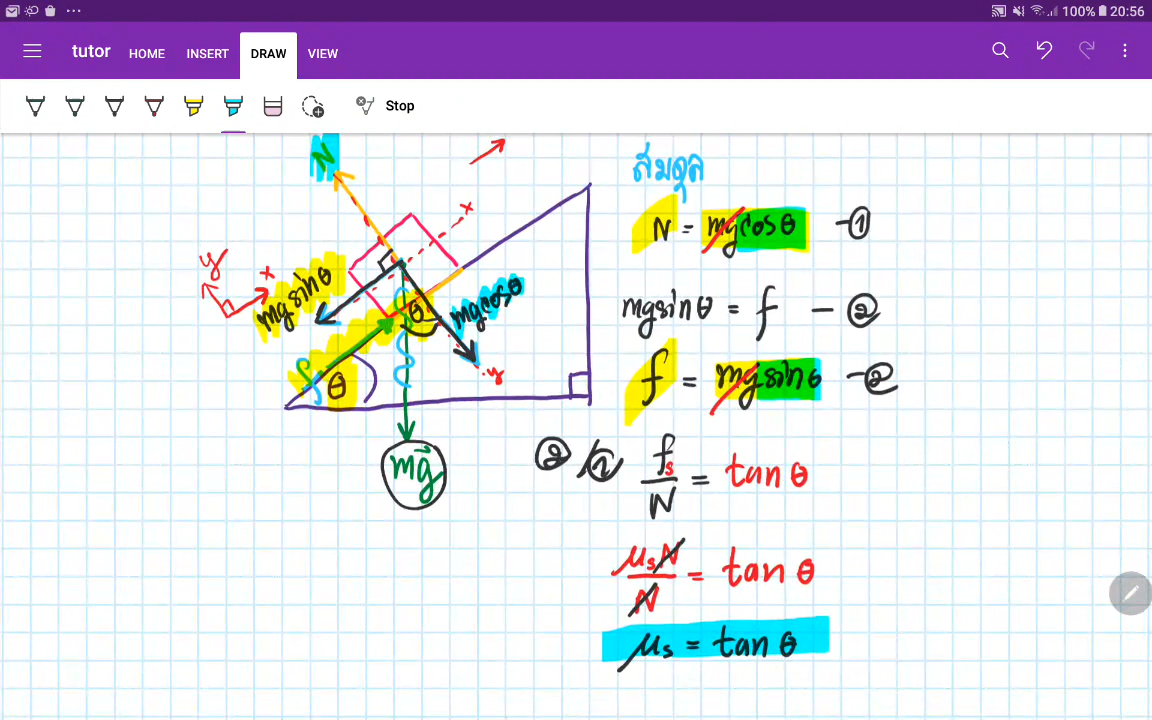 100% 20:56
tutor HOME INSERT DRAW VIEW
Stop
N
สมดุล
N = mgcosθ -①
x
y
x
mgsinθ
mgcosθ
θ
mgsinθ = f - ②
f = mgsinθ -②
f
θ
-y
mg⃗
②/① fs/N = tanθ
μsN/N = tanθ
μs = tanθ